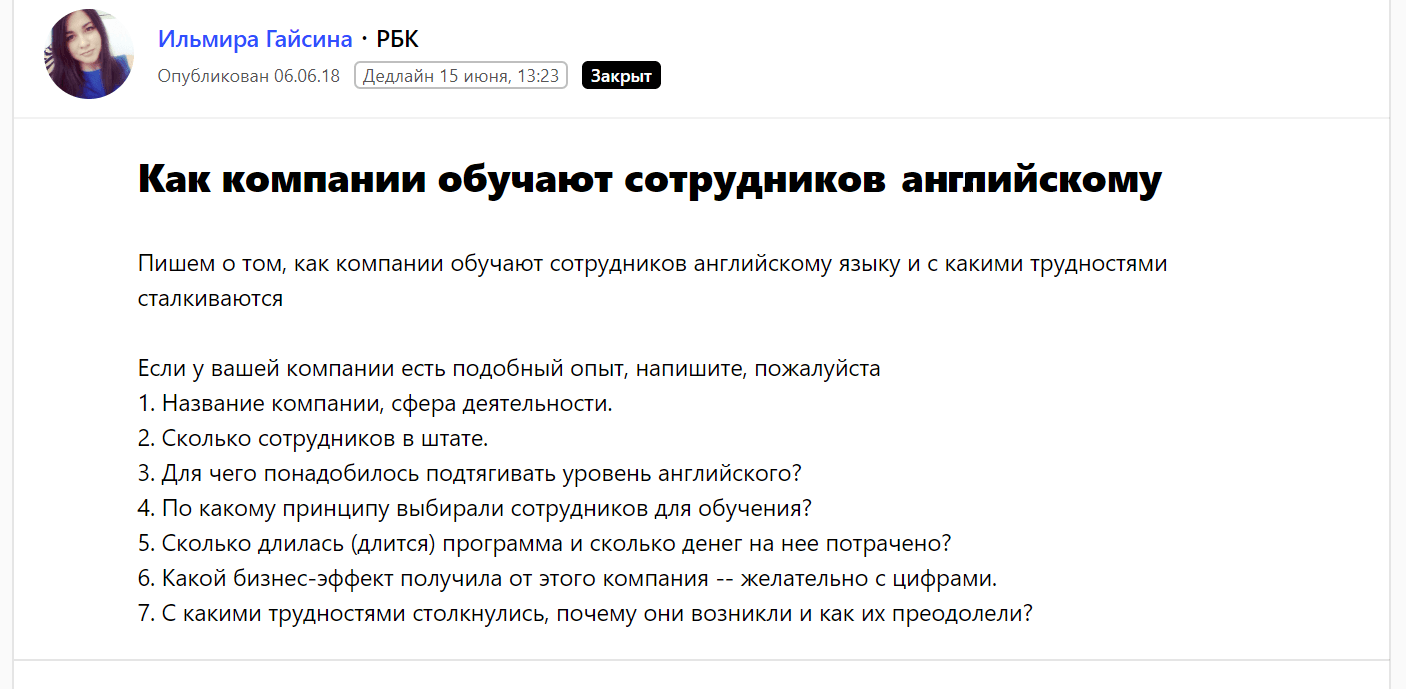 Ильмира Гайсина · РБК
Опубликован 06.06.18 Дедлайн 15 июня, 13:23 Закрыт
Как компании обучают сотрудников английскому
Пишем о том, как компании обучают сотрудников английскому языку и с какими трудностями
сталкиваются
Если у вашей компании есть подобный опыт, напишите, пожалуйста
1. Название компании, сфера деятельности.
2. Сколько сотрудников в штате.
3. Для чего понадобилось подтягивать уровень английского?
4. По какому принципу выбирали сотрудников для обучения?
5. Сколько длилась (длится) программа и сколько денег на нее потрачено?
6. Какой бизнес-эффект получила от этого компания -- желательно с цифрами.
7. С какими трудностями столкнулись, почему они возникли и как их преодолели?